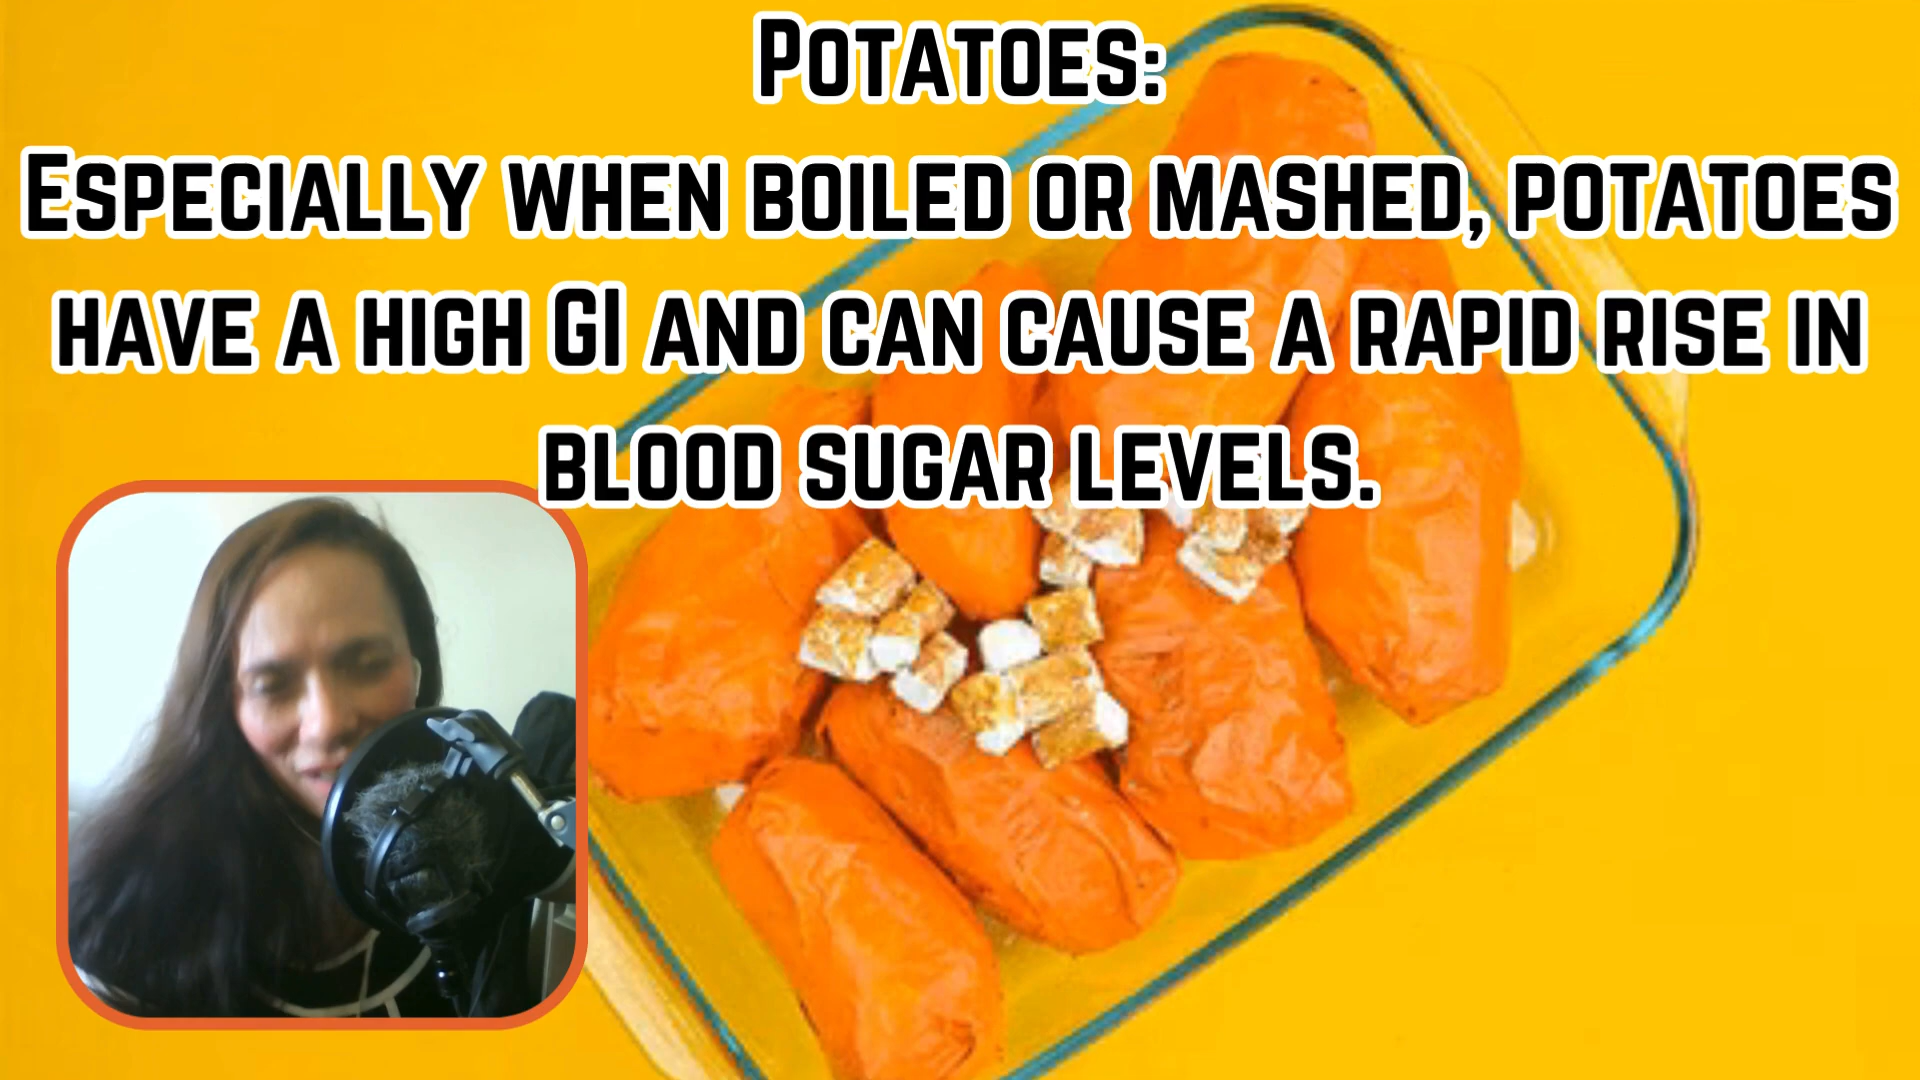 Potatoes:
Especially when boiled or mashed, potatoes
have a high GI and can cause a rapid rise in
blood sugar levels.